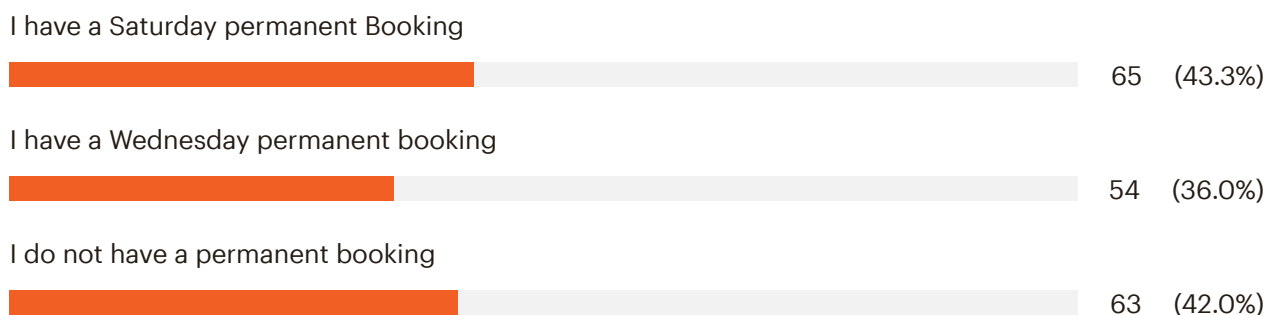 I have a Saturday permanent Booking
65 (43.3%)
I have a Wednesday permanent booking
54 (36.0%)
I do not have a permanent booking
63 (42.0%)